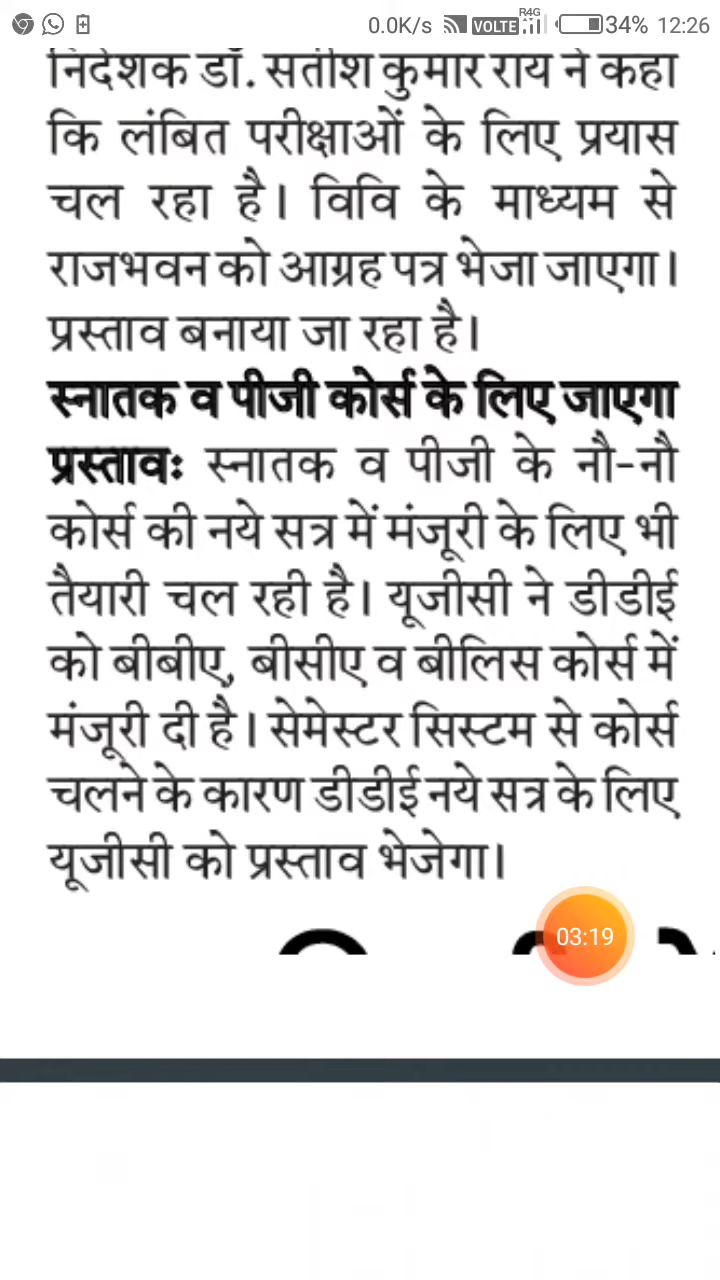 0.0K/s VOLTE R4G 34% 12:26
निदेशक डॉ. सतीश कुमार राय ने कहा
कि लंबित परीक्षाओं के लिए प्रयास
चल रहा है। विवि के माध्यम से
राजभवन को आग्रह पत्र भेजा जाएगा।
प्रस्ताव बनाया जा रहा है।
स्नातक व पीजी कोर्स के लिए जाएगा
प्रस्तावः स्नातक व पीजी के नौ-नौ
कोर्स की नये सत्र में मंजूरी के लिए भी
तैयारी चल रही है। यूजीसी ने डीडीई
को बीबीए, बीसीए व बीलिस कोर्स में
मंजूरी दी है। सेमेस्टर सिस्टम से कोर्स
चलने के कारण डीडीई नये सत्र के लिए
यूजीसी को प्रस्ताव भेजेगा।
03:19